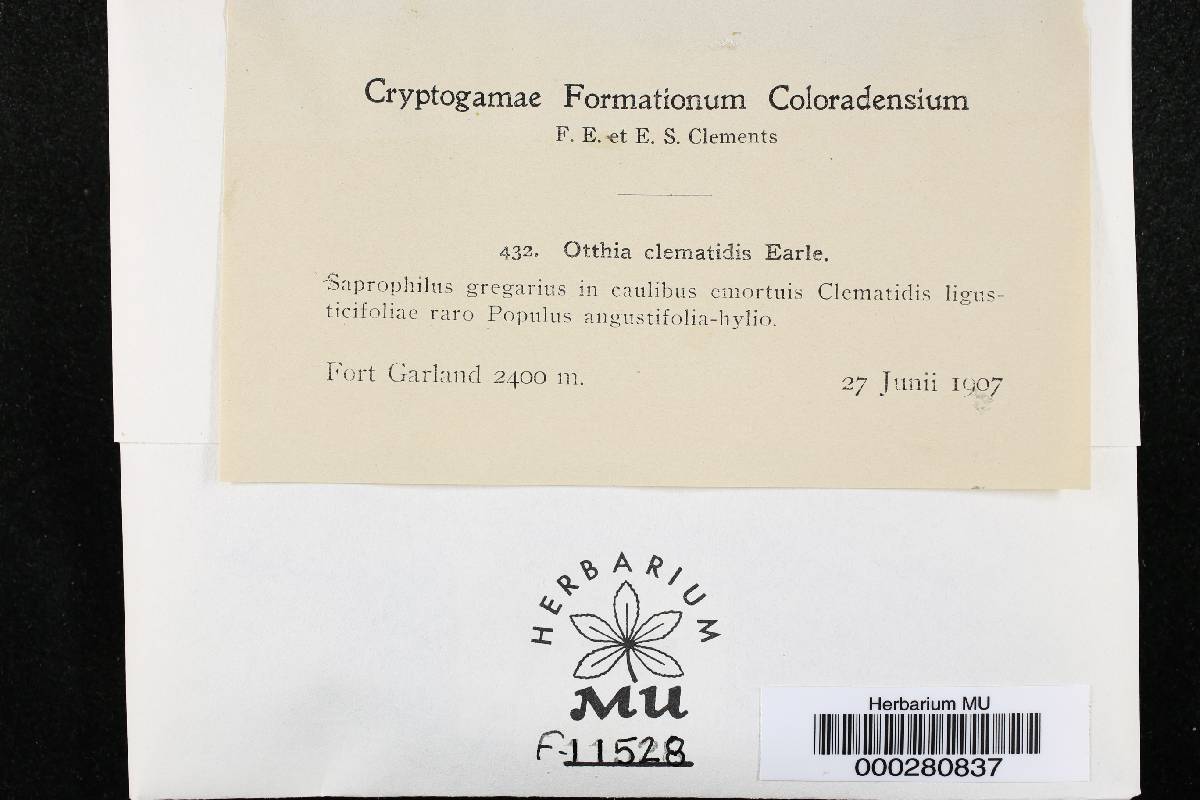 Cryptogamae Formationum Coloradensium
F. E. et E. S. Clements
432. Otthia clematidis Earle.
Saprophilus gregarius in caulibus emortuis Clematidis ligus-
ticifoliae raro Populus angustifolia-hylio.
Fort Garland 2400 m. 27 Junii 1907
HERBARIUM
MU
F-11528
Herbarium MU
000280837